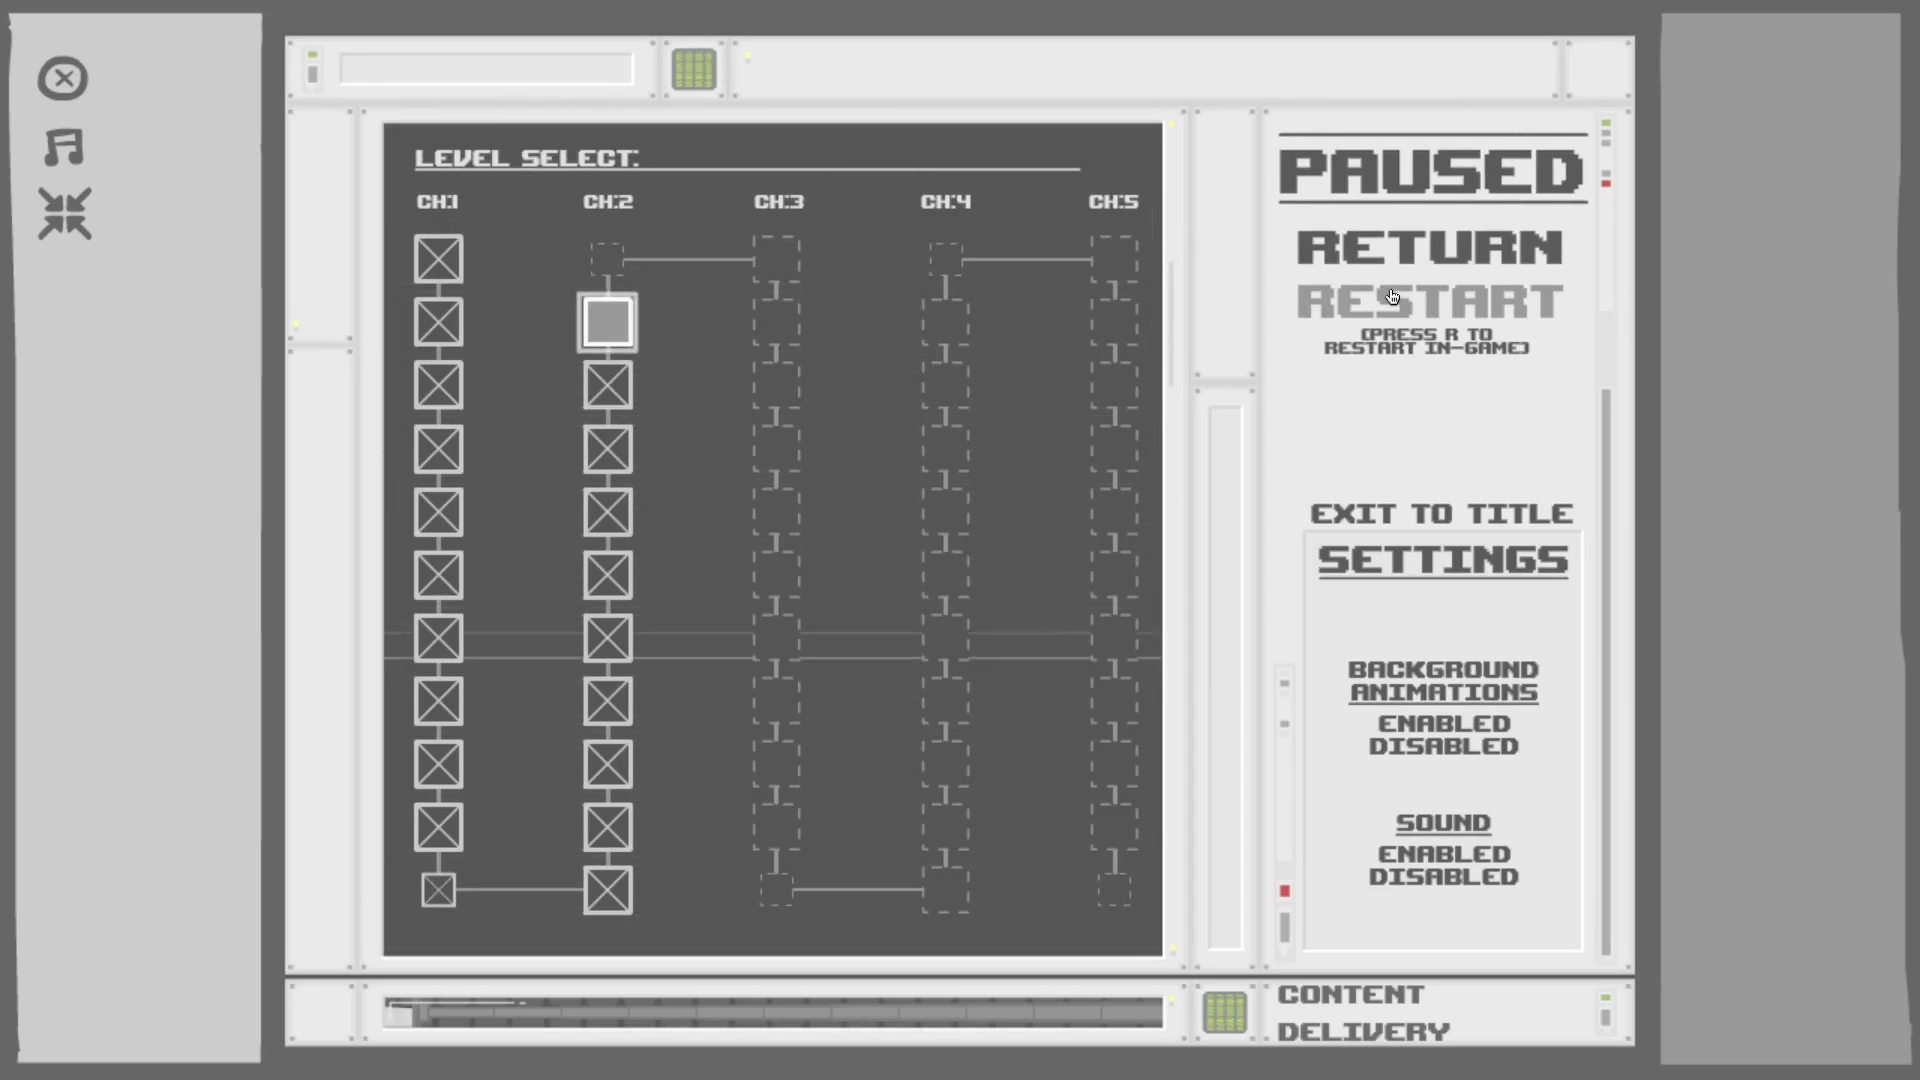 LEVEL SELECT:
CH:1 CH:2 CH:3 CH:4 CH:5
PAUSED
RETURN
RESTART
(PRESS R TO
RESTART IN-GAME)
EXIT TO TITLE
SETTINGS
BACKGROUND
ANIMATIONS
ENABLED
DISABLED
SOUND
ENABLED
DISABLED
CONTENT
DELIVERY